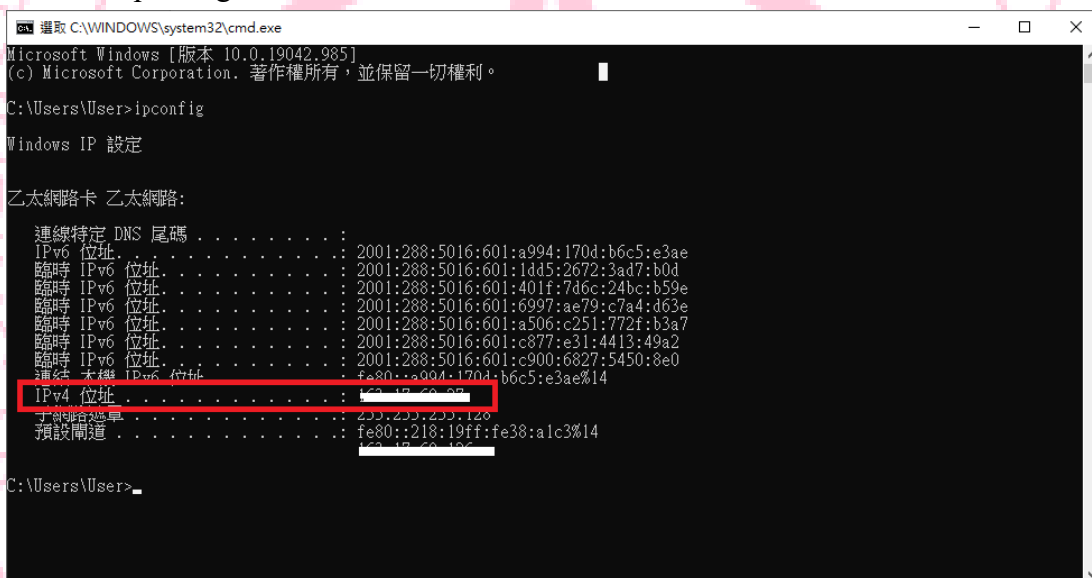 選取 C:\WINDOWS\system32\cmd.exe
Microsoft Windows [版本 10.0.19042.985]
(c) Microsoft Corporation. 著作權所有，並保留一切權利。
C:\Users\User>ipconfig
Windows IP 設定
乙太網路卡 乙太網路:
連線特定 DNS 尾碼 . . . . . . . . :
IPv6 位址. . . . . . . . . . . . .: 2001:288:5016:601:a994:170d:b6c5:e3ae
臨時 IPv6 位址. . . . . . . . . . : 2001:288:5016:601:1dd5:2672:3ad7:b0d
臨時 IPv6 位址. . . . . . . . . . : 2001:288:5016:601:401f:7d6c:24bc:b59e
臨時 IPv6 位址. . . . . . . . . . : 2001:288:5016:601:6997:ae79:c7a4:d63e
臨時 IPv6 位址. . . . . . . . . . : 2001:288:5016:601:a506:c251:772f:b3a7
臨時 IPv6 位址. . . . . . . . . . : 2001:288:5016:601:c877:e31:4413:49a2
臨時 IPv6 位址. . . . . . . . . . : 2001:288:5016:601:c900:6827:5450:8e0
連結-本機 IPv6 位址 . . . . . . . : fe80::a994:170d:b6c5:e3ae%14
IPv4 位址 . . . . . . . . . . . . :
子網路遮罩 . . . . . . . . . . . .: 255.255.255.128
預設閘道 . . . . . . . . . . . . .: fe80::218:19ff:fe38:a1c3%14
C:\Users\User>